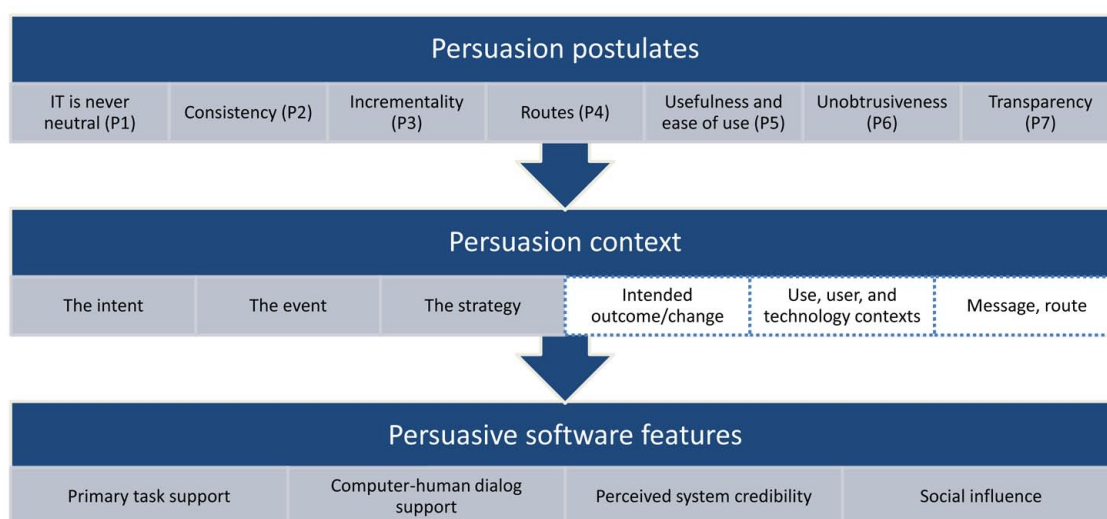 Persuasion postulates
IT is never
neutral (P1)
Consistency (P2)
Incrementality
(P3)
Routes (P4)
Usefulness and
ease of use (P5)
Unobtrusiveness
(P6)
Transparency
(P7)
Persuasion context
The intent
The event
The strategy
Intended
outcome/change
Use, user, and
technology contexts
Message, route
Persuasive software features
Primary task support
Computer-human dialog
support
Perceived system credibility
Social influence